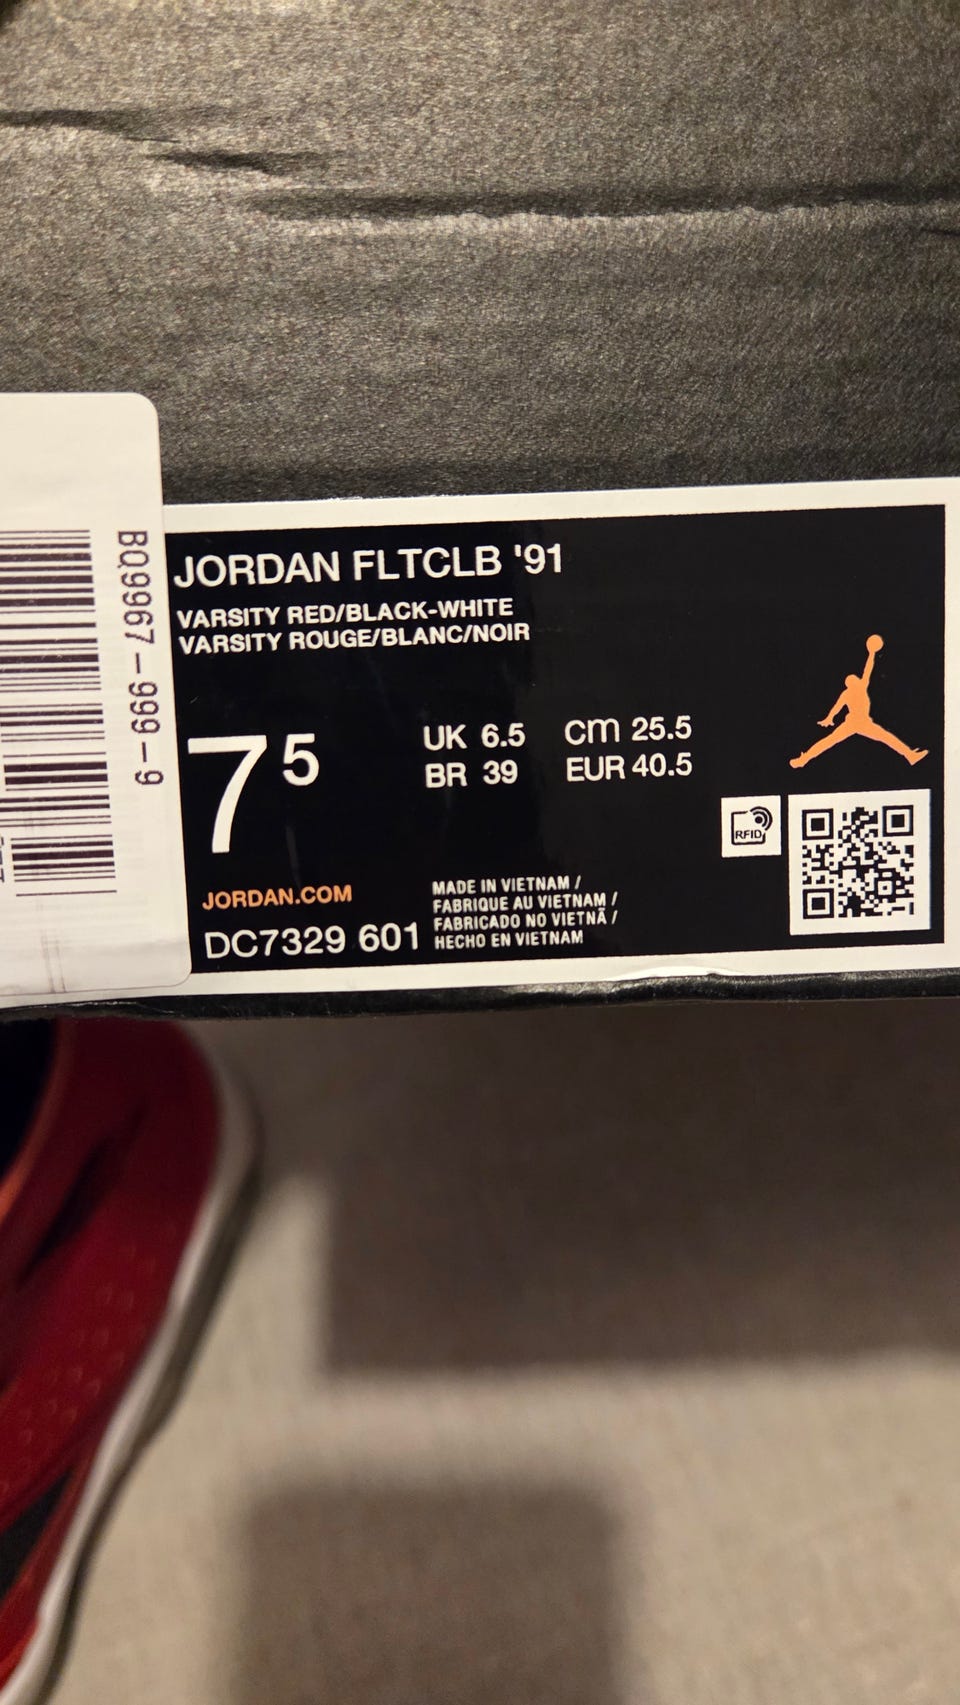 BQ9967-999-9
JORDAN FLTCLB '91
VARSITY RED/BLACK-WHITE
VARSITY ROUGE/BLANC/NOIR
7 5
UK 6.5 cm 25.5
BR 39 EUR 40.5
RFID
JORDAN.COM
DC7329 601
MADE IN VIETNAM /
FABRIQUE AU VIETNAM /
FABRICADO NO VIETNÃ /
HECHO EN VIETNAM